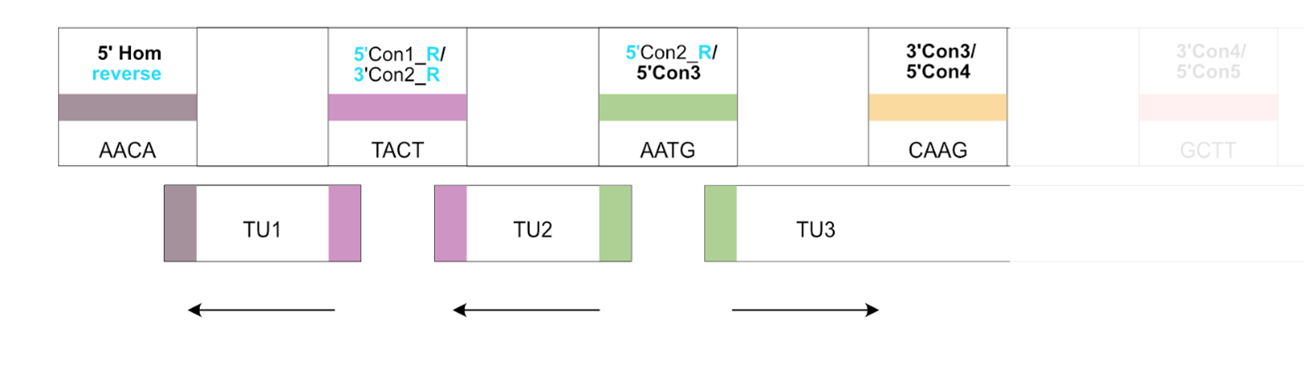 5' Hom
reverse
5'Con1_R/
3'Con2_R
5'Con2_R/
5'Con3
3'Con3/
5'Con4
3'Con4/
5'Con5
AACA
TACT
AATG
CAAG
GCTT
TU1
TU2
TU3